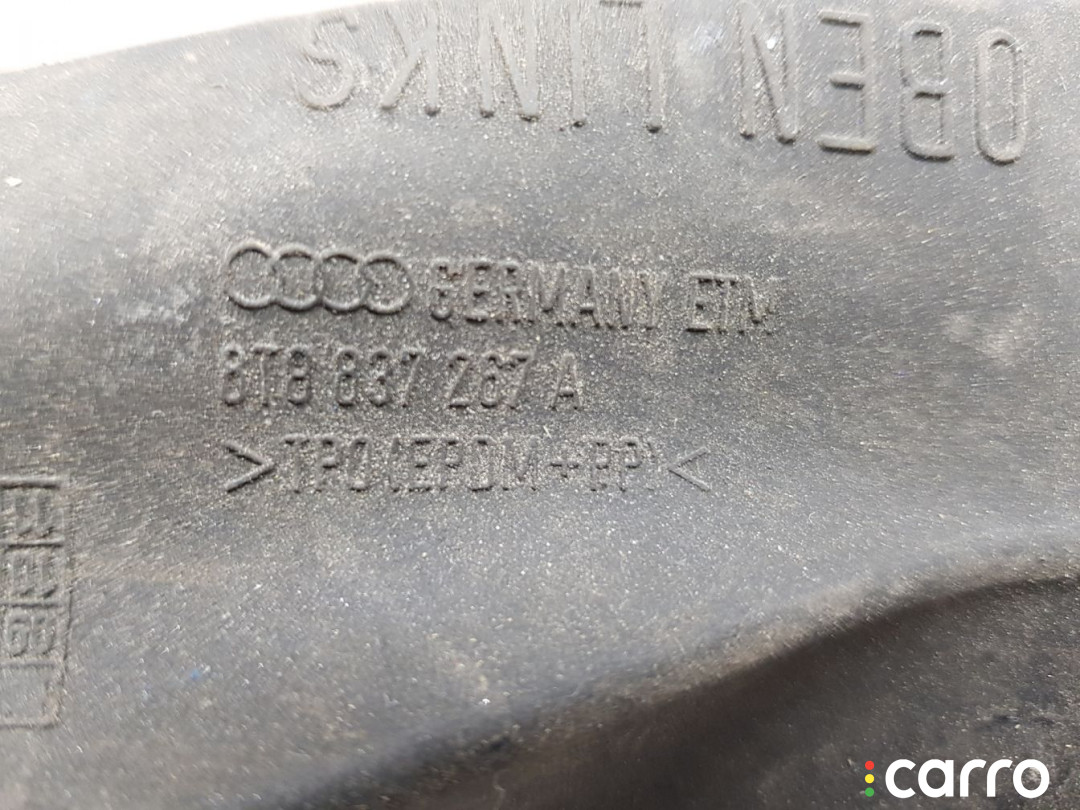 OBEN LINKS
GERMANY ETM
8T8 837 267 A
>TPO(EPDM+PP)<
carro